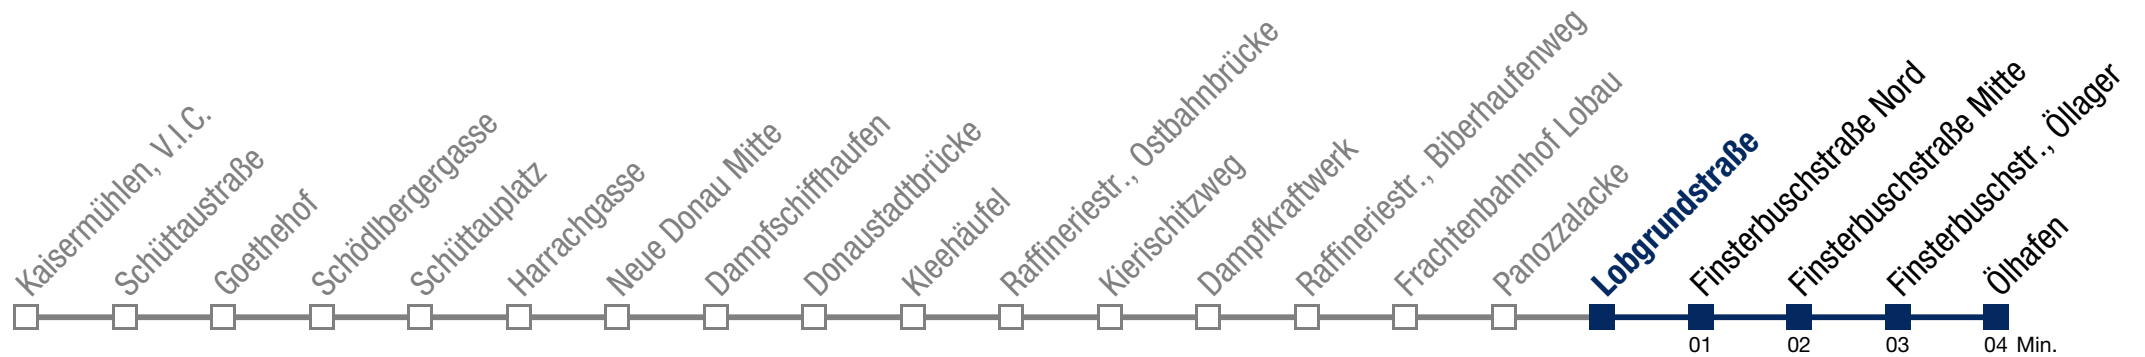 Kaisermühlen, V.I.C.
Schüttaustraße
Goethehof
Schödlbergergasse
Schüttauplatz
Harrachgasse
Neue Donau Mitte
Dampfschiffhaufen
Donaustadtbrücke
Kleehäufel
Raffineriestr., Ostbahnbrücke
Kierischitzweg
Dampfkraftwerk
Raffineriestr., Biberhaufenweg
Frachtenbahnhof Lobau
Panozzalacke
Lobgrundstraße
Finsterbuschstraße Nord
Finsterbuschstraße Mitte
Finsterbuschstr., Öllager
Ölhafen
01 02 03 04 Min.